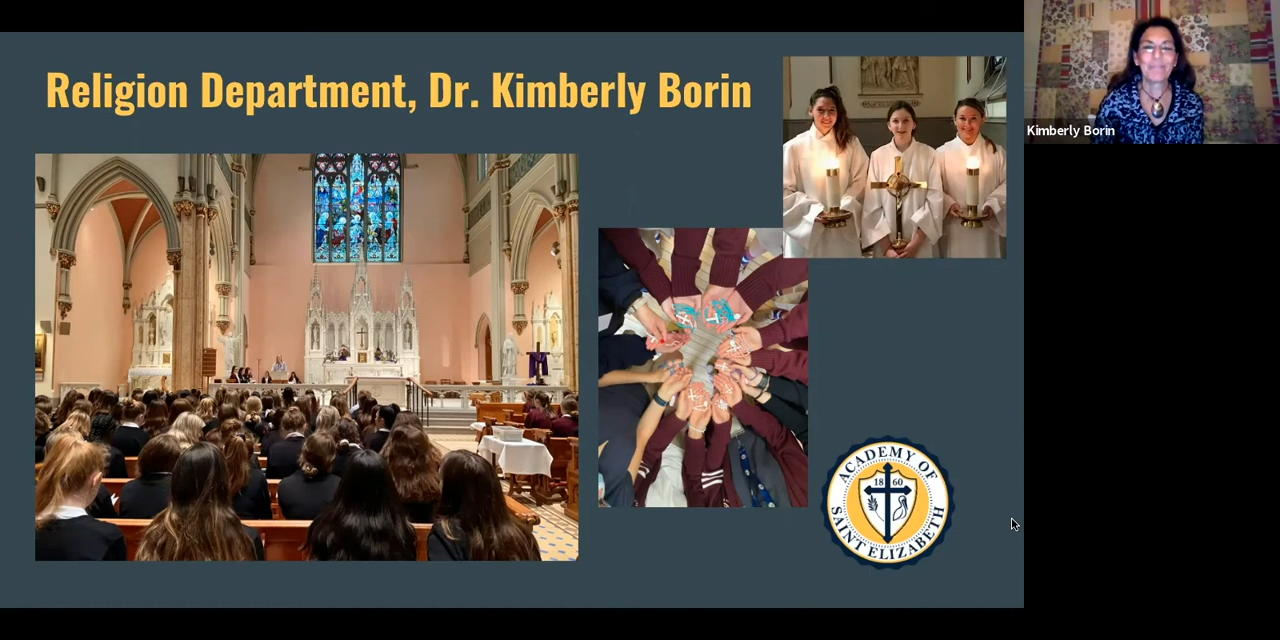 Religion Department, Dr. Kimberly Borin
Kimberly Borin
ACADEMY OF
18 60
SAINT ELIZABETH